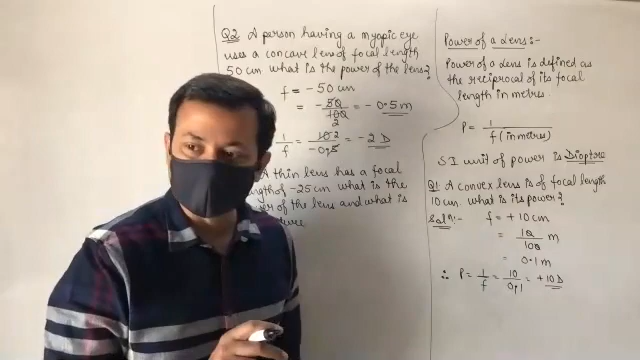 Power of a Lens:-
Power of a lens is defined as
the reciprocal of its focal
length in metres.
P = 1 / f (in metres)
SI unit of power is Dioptre
Q1. A convex lens is of focal length
10 cm. what is its power?
Soln:- f = +10 cm
= 10/100 m
= 0.1 m
∴ P = 1/f = 10/0.1 = +10 D
Q2. A person having a myopic eye
uses a concave lens of focal length
50 cm what is the power of the lens?
f = -50 cm
= -50/100 2 = -0.5 m
1/f = 10 2/-0.5 = -2 D
A thin lens has a focal
length of -25 cm what is the
of the lens and what is